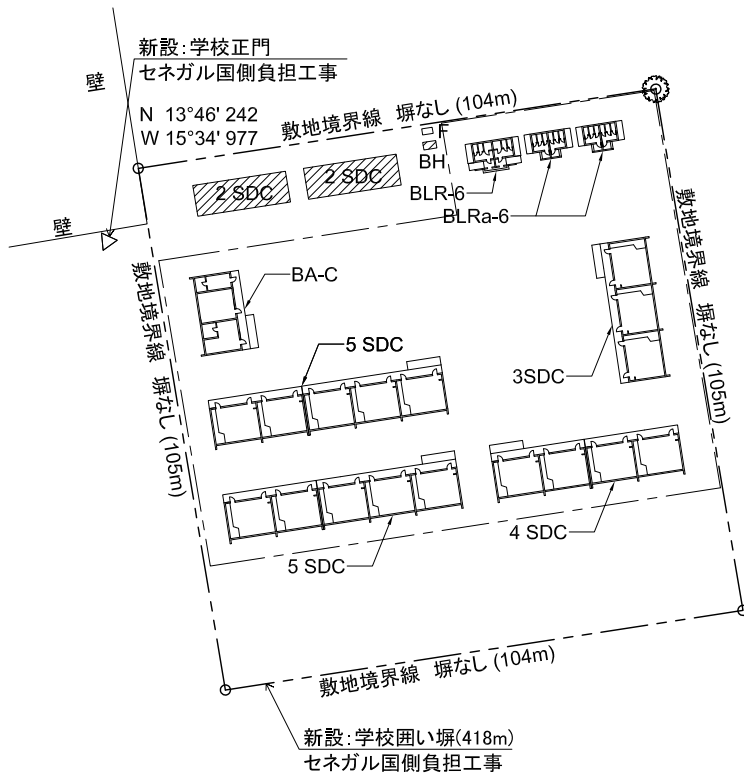 新設:学校正門
セネガル国側負担工事
壁
N 13°46' 242
W 15°34' 977
敷地境界線 塀なし (104m)
F
BH
2 SDC
2 SDC
BLR-6
BLRa-6
壁
敷地境界線 塀なし (105m)
敷地境界線 塀なし (105m)
BA-C
5 SDC
3SDC
4 SDC
5 SDC
敷地境界線 塀なし (104m)
新設:学校囲い塀(418m)
セネガル国側負担工事